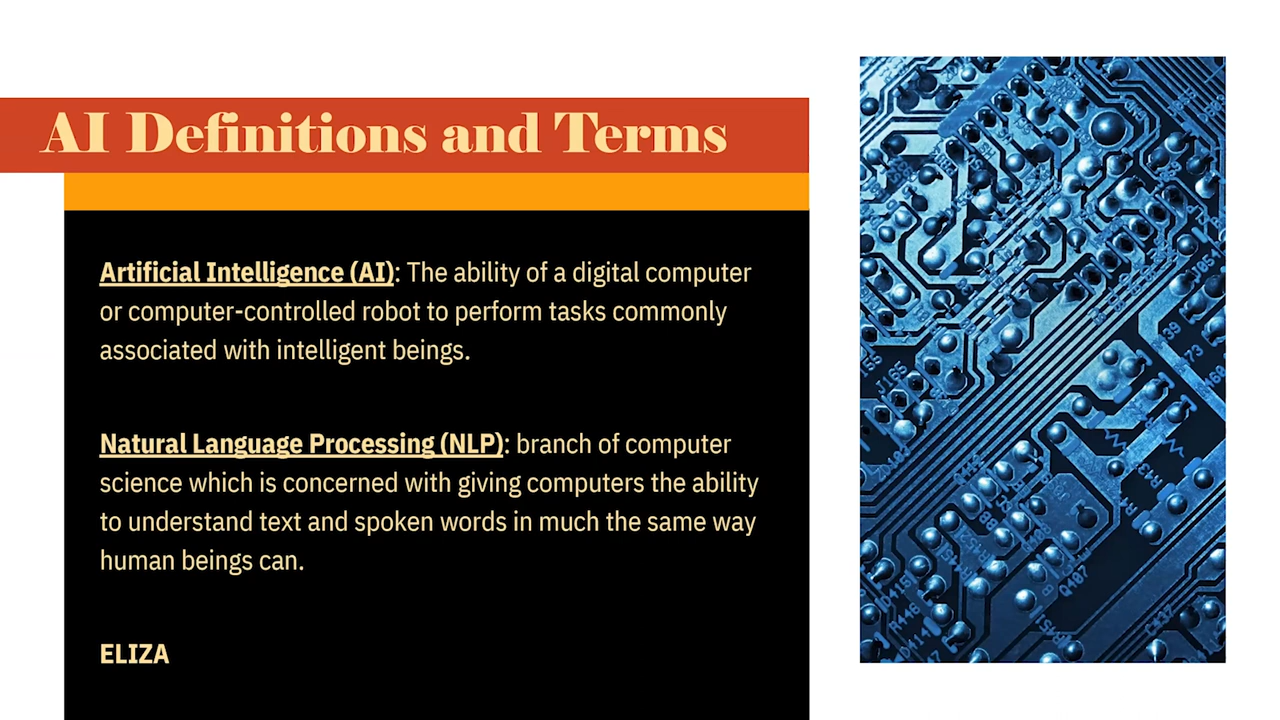 AI Definitions and Terms
Artificial Intelligence (AI): The ability of a digital computer
or computer-controlled robot to perform tasks commonly
associated with intelligent beings.
Natural Language Processing (NLP): branch of computer
science which is concerned with giving computers the ability
to understand text and spoken words in much the same way
human beings can.
ELIZA
J16S
Q407